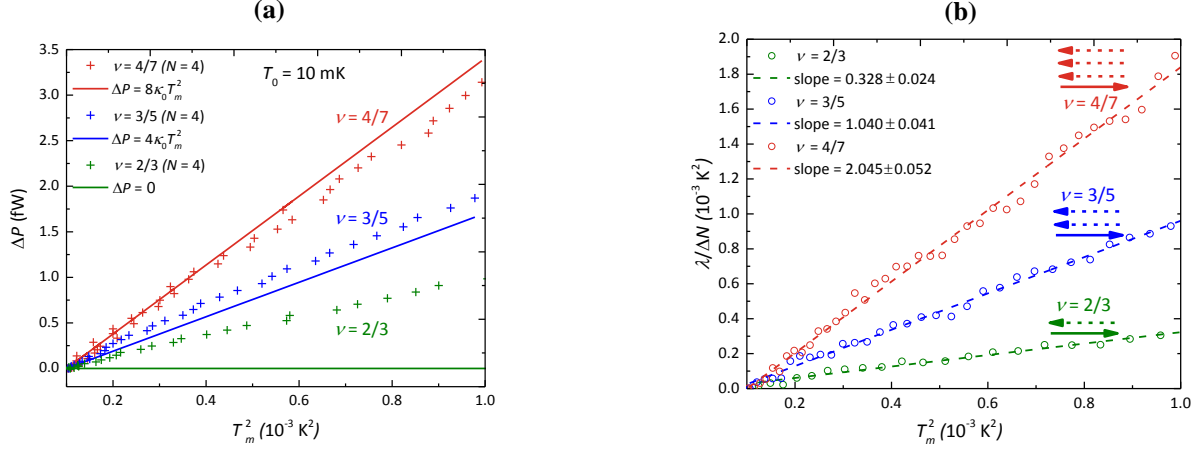 (a)
3.5
3.0
2.5
2.0
1.5
1.0
0.5
0.0
ΔP (fW)
ν = 4/7 (N = 4)
ΔP = 8κ₀T²ₘ
ν = 3/5 (N = 4)
ΔP = 4κ₀T²ₘ
ν = 2/3 (N = 4)
ΔP = 0
T₀ = 10 mK
ν = 4/7
ν = 3/5
ν = 2/3
0.2 0.4 0.6 0.8 1.0
T²ₘ (10⁻³ K²)
(b)
2.0
1.8
1.6
1.4
1.2
1.0
0.8
0.6
0.4
0.2
0.0
λ/ΔN (10⁻³ K²)
ν = 2/3
slope = 0.328 ± 0.024
ν = 3/5
slope = 1.040 ± 0.041
ν = 4/7
slope = 2.045 ± 0.052
ν = 4/7
ν = 3/5
ν = 2/3
0.2 0.4 0.6 0.8 1.0
T²ₘ (10⁻³ K²)